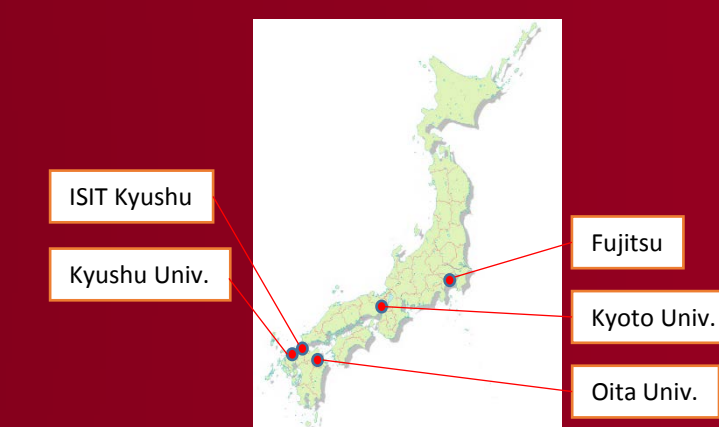 ISIT Kyushu
Kyushu Univ.
Fujitsu
Kyoto Univ.
Oita Univ.